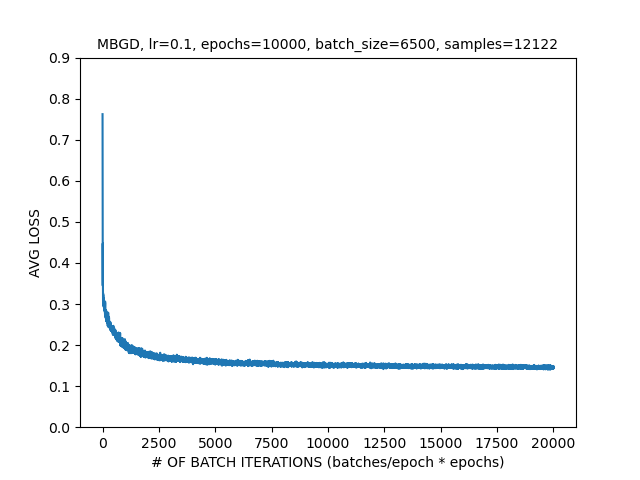 MBGD, lr=0.1, epochs=10000, batch_size=6500, samples=12122
0.9
0.8
0.7
0.6
0.5
0.4
0.3
0.2
0.1
0.0
AVG LOSS
0 2500 5000 7500 10000 12500 15000 17500 20000
# OF BATCH ITERATIONS (batches/epoch * epochs)